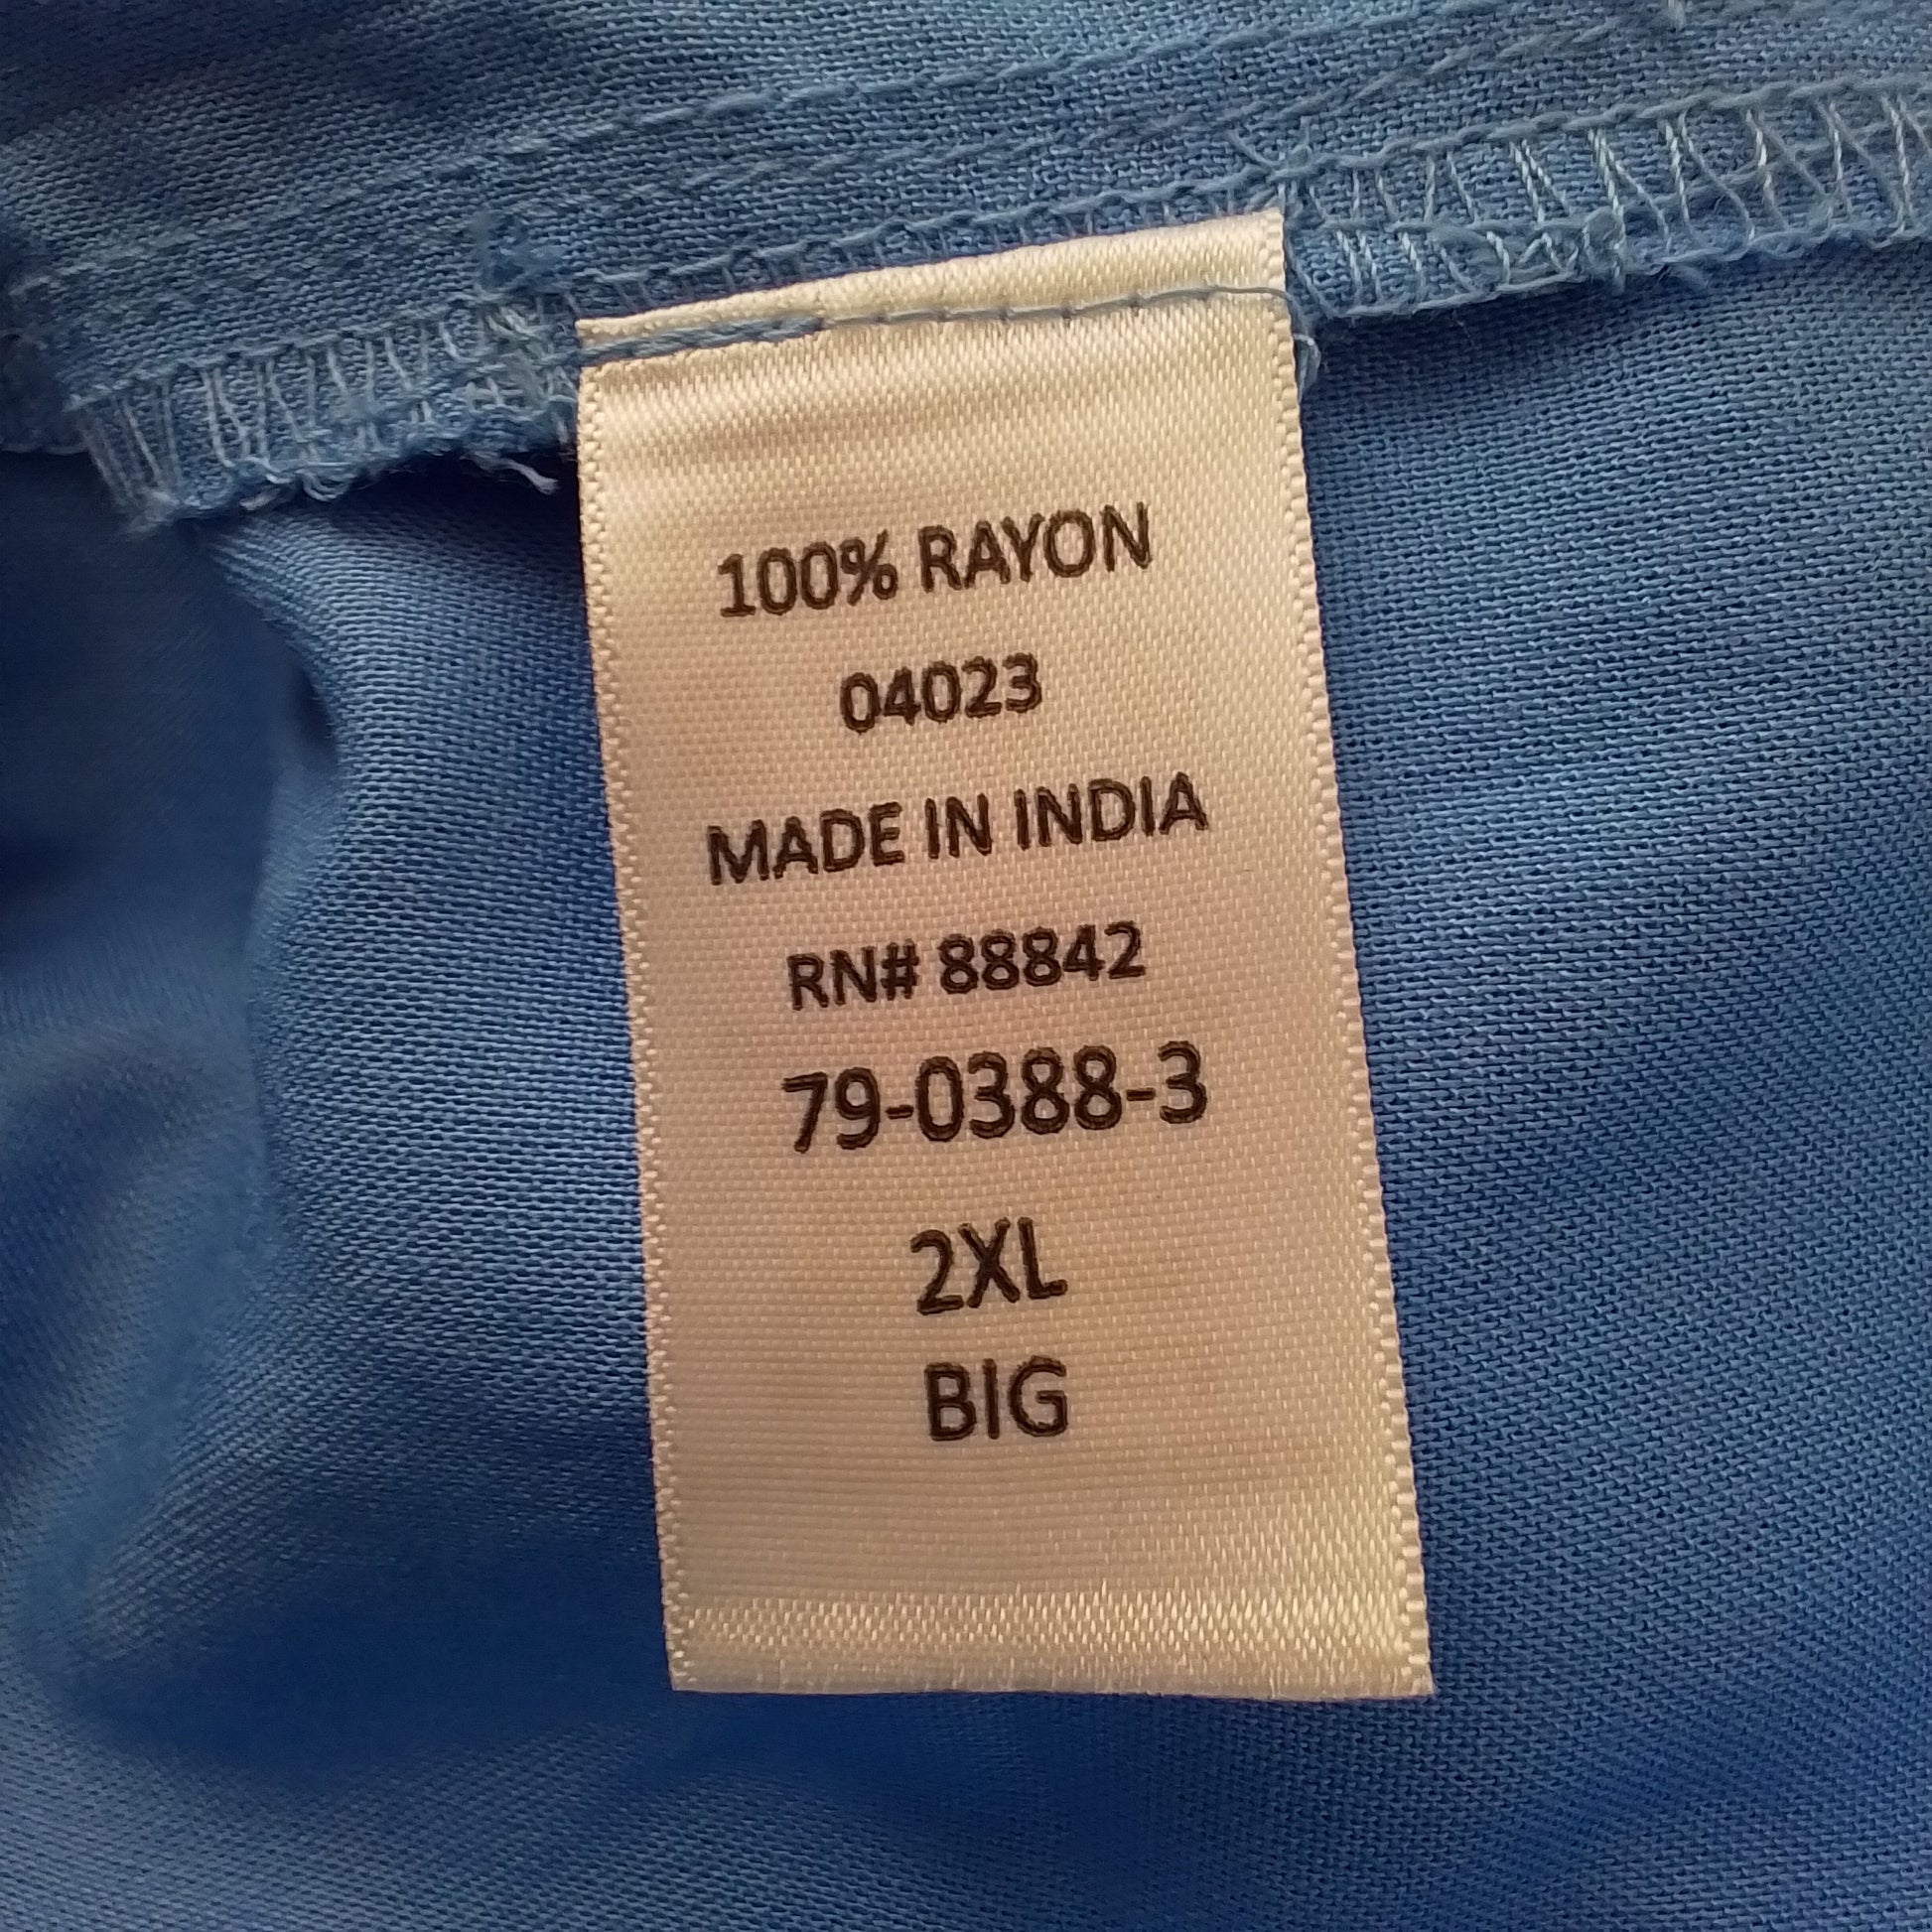 100% RAYON
04023
MADE IN INDIA
RN# 88842
79-0388-3
2XL
BIG